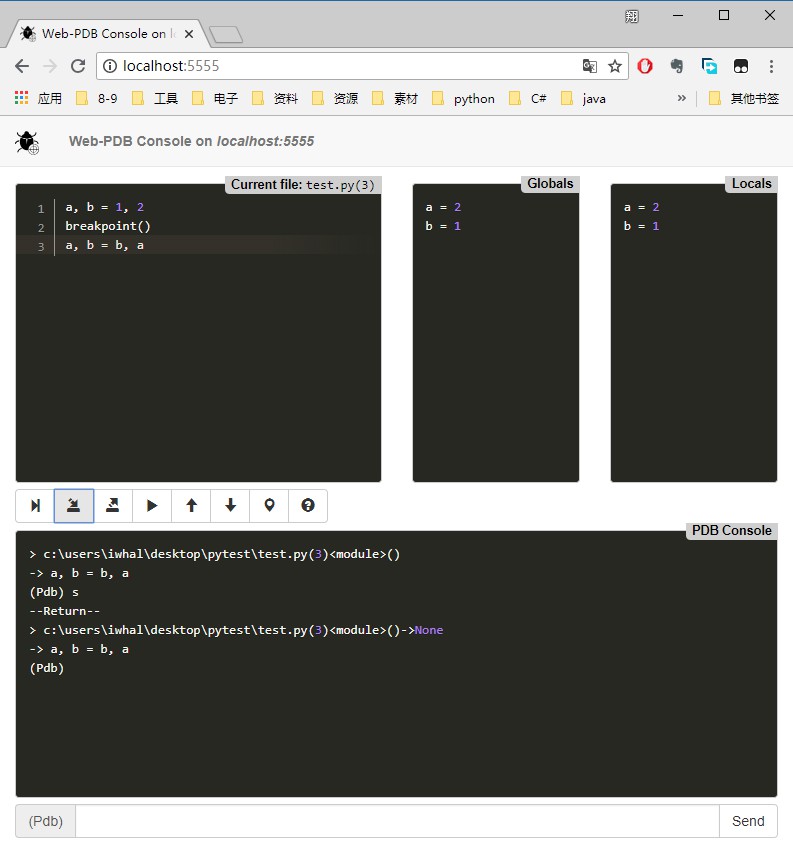 翔
Web-PDB Console on l
localhost:5555
应用 8-9 工具 电子 资料 资源 素材 python C# java » 其他书签
Web-PDB Console on localhost:5555
Current file: test.py(3)
1 a, b = 1, 2
2 breakpoint()
3 a, b = b, a
Globals
a = 2
b = 1
Locals
a = 2
b = 1
PDB Console
> c:\users\iwhal\desktop\pytest\test.py(3)<module>()
-> a, b = b, a
(Pdb) s
--Return--
> c:\users\iwhal\desktop\pytest\test.py(3)<module>()->None
-> a, b = b, a
(Pdb)
(Pdb) Send